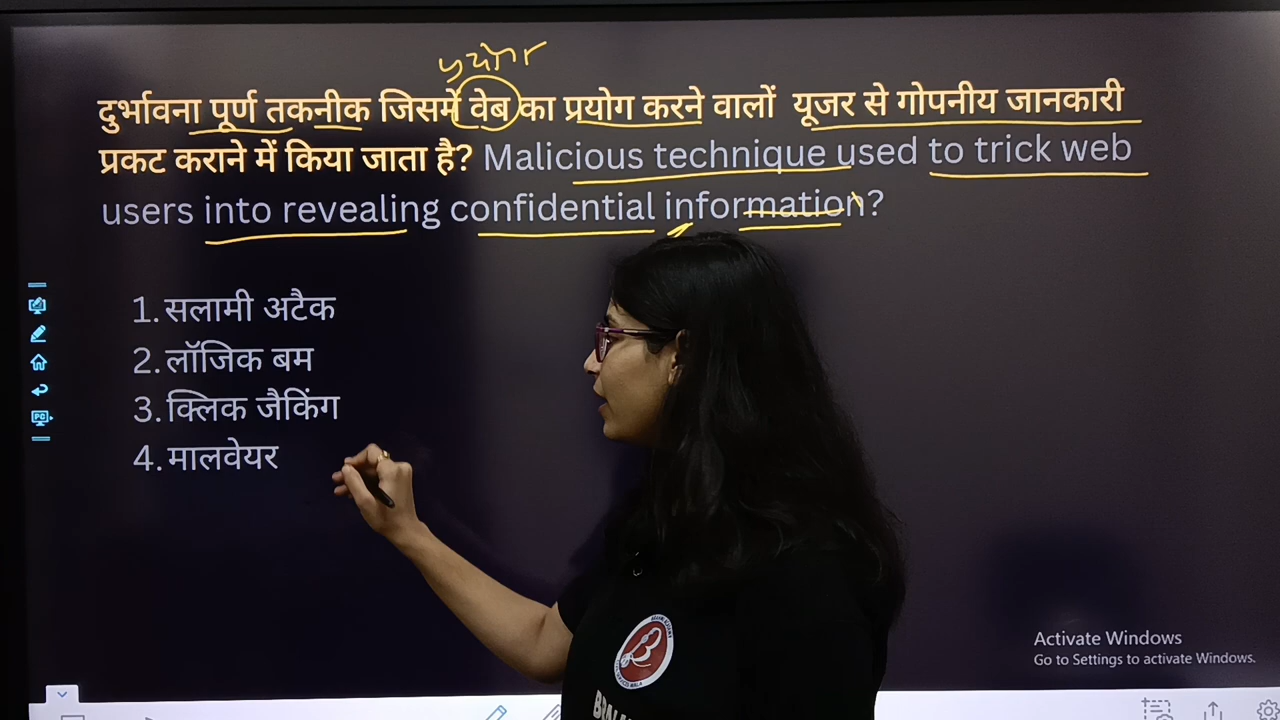 दुर्भावना पूर्ण तकनीक जिसमें वेब का प्रयोग करने वालों यूजर से गोपनीय जानकारी
प्रकट कराने में किया जाता है? Malicious technique used to trick web
users into revealing confidential information?
1. सलामी अटैक
2. लॉजिक बम
3. क्लिक जैकिंग
4. मालवेयर
PC
Activate Windows
Go to Settings to activate Windows.